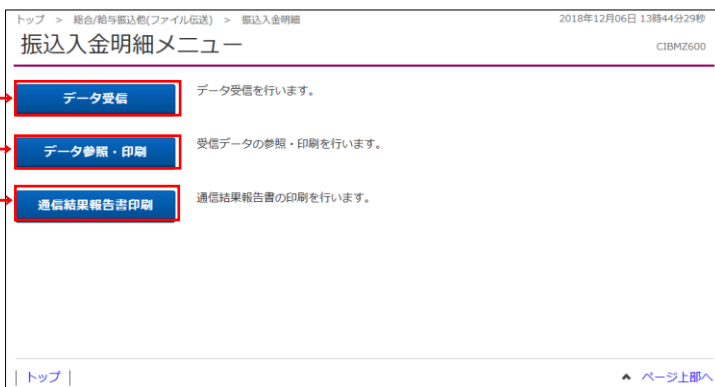 トップ > 総合/給与振込他(ファイル伝送) > 振込入金明細 2018年12月06日 13時44分29秒
振込入金明細メニュー CIBMZ600
データ受信 データ受信を行います。
データ参照・印刷 受信データの参照・印刷を行います。
通信結果報告書印刷 通信結果報告書の印刷を行います。
| トップ | ページ上部へ